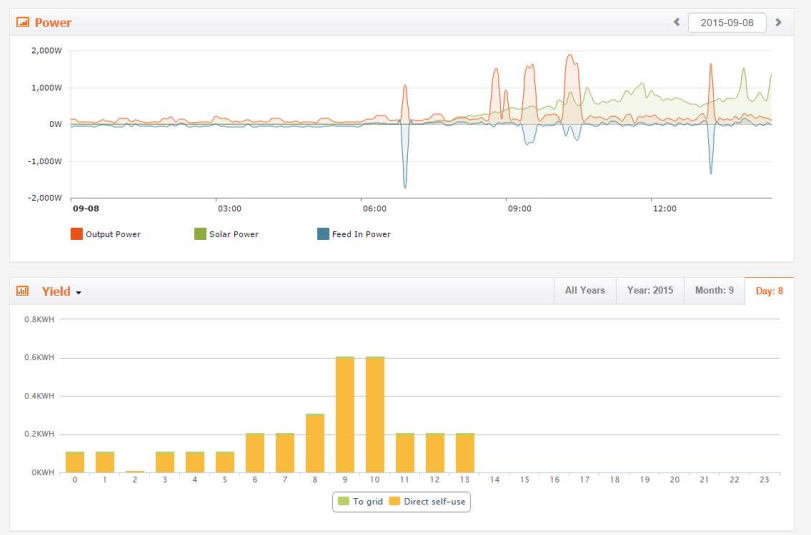 Power
2015-09-08
2,000W
1,000W
0W
-1,000W
-2,000W
09-08 03:00 06:00 09:00 12:00
Output Power Solar Power Feed In Power
Yield All Years Year: 2015 Month: 9 Day: 8
0.8KWH
0.6KWH
0.4KWH
0.2KWH
0KWH
0 1 2 3 4 5 6 7 8 9 10 11 12 13 14 15 16 17 18 19 20 21 22 23
To grid Direct self-use